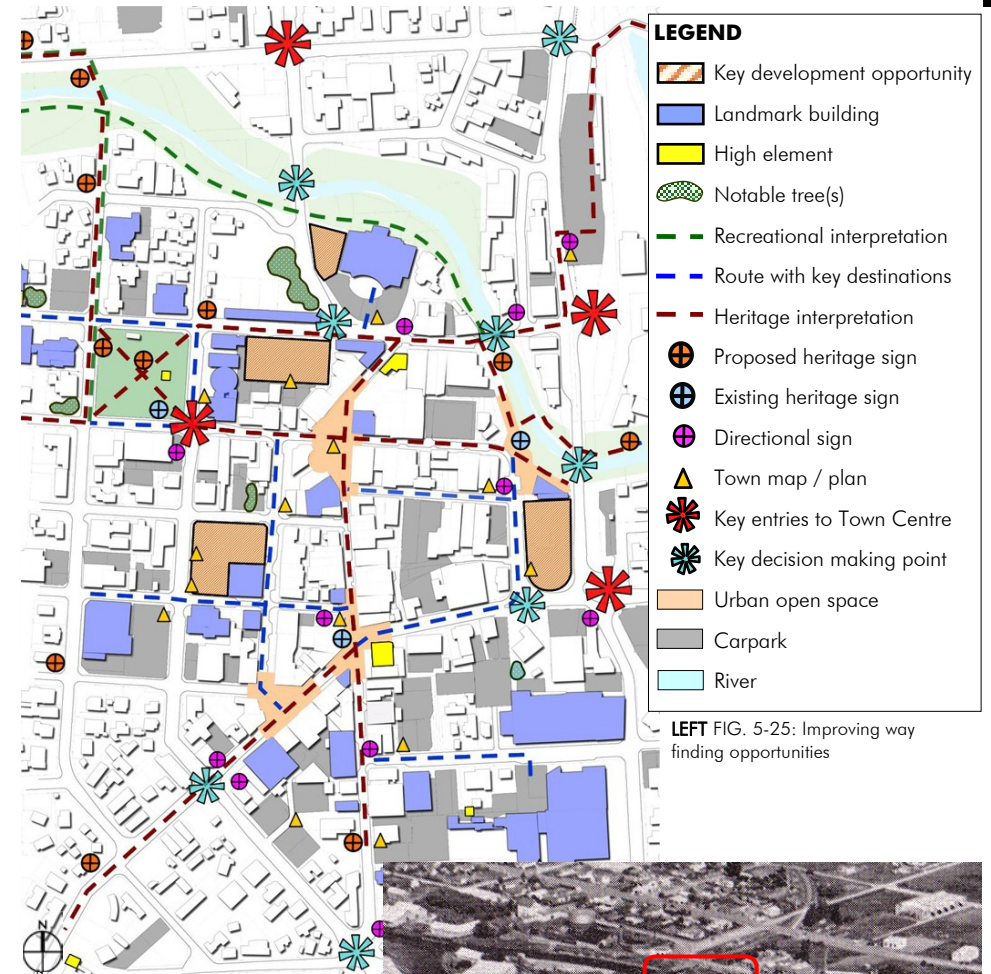 LEGEND
Key development opportunity
Landmark building
High element
Notable tree(s)
Recreational interpretation
Route with key destinations
Heritage interpretation
Proposed heritage sign
Existing heritage sign
Directional sign
Town map / plan
Key entries to Town Centre
Key decision making point
Urban open space
Carpark
River
LEFT FIG. 5-25: Improving way
finding opportunities
N